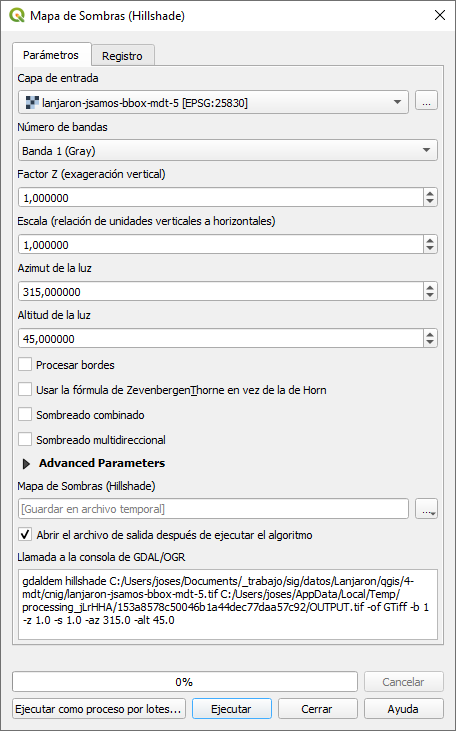 Mapa de Sombras (Hillshade)
Parámetros
Registro
Capa de entrada
lanjaron-jsamos-bbox-mdt-5 [EPSG:25830]
...
Número de bandas
Banda 1 (Gray)
Factor Z (exageración vertical)
1,000000
Escala (relación de unidades verticales a horizontales)
1,000000
Azimut de la luz
315,000000
Altitud de la luz
45,000000
Procesar bordes
Usar la fórmula de ZevenbergenThorne en vez de la de Horn
Sombreado combinado
Sombreado multidireccional
Advanced Parameters
Mapa de Sombras (Hillshade)
[Guardar en archivo temporal]
...
Abrir el archivo de salida después de ejecutar el algoritmo
Llamada a la consola de GDAL/OGR
gdaldem hillshade C:/Users/joses/Documents/_trabajo/sig/datos/Lanjaron/qgis/4-
mdt/cnig/lanjaron-jsamos-bbox-mdt-5.tif C:/Users/joses/AppData/Local/Temp/
processing_jLrHHA/153a8578c50046b1a44dec77daa57c92/OUTPUT.tif -of GTiff -b 1
-z 1.0 -s 1.0 -az 315.0 -alt 45.0
0%
Cancelar
Ejecutar como proceso por lotes...
Ejecutar
Cerrar
Ayuda